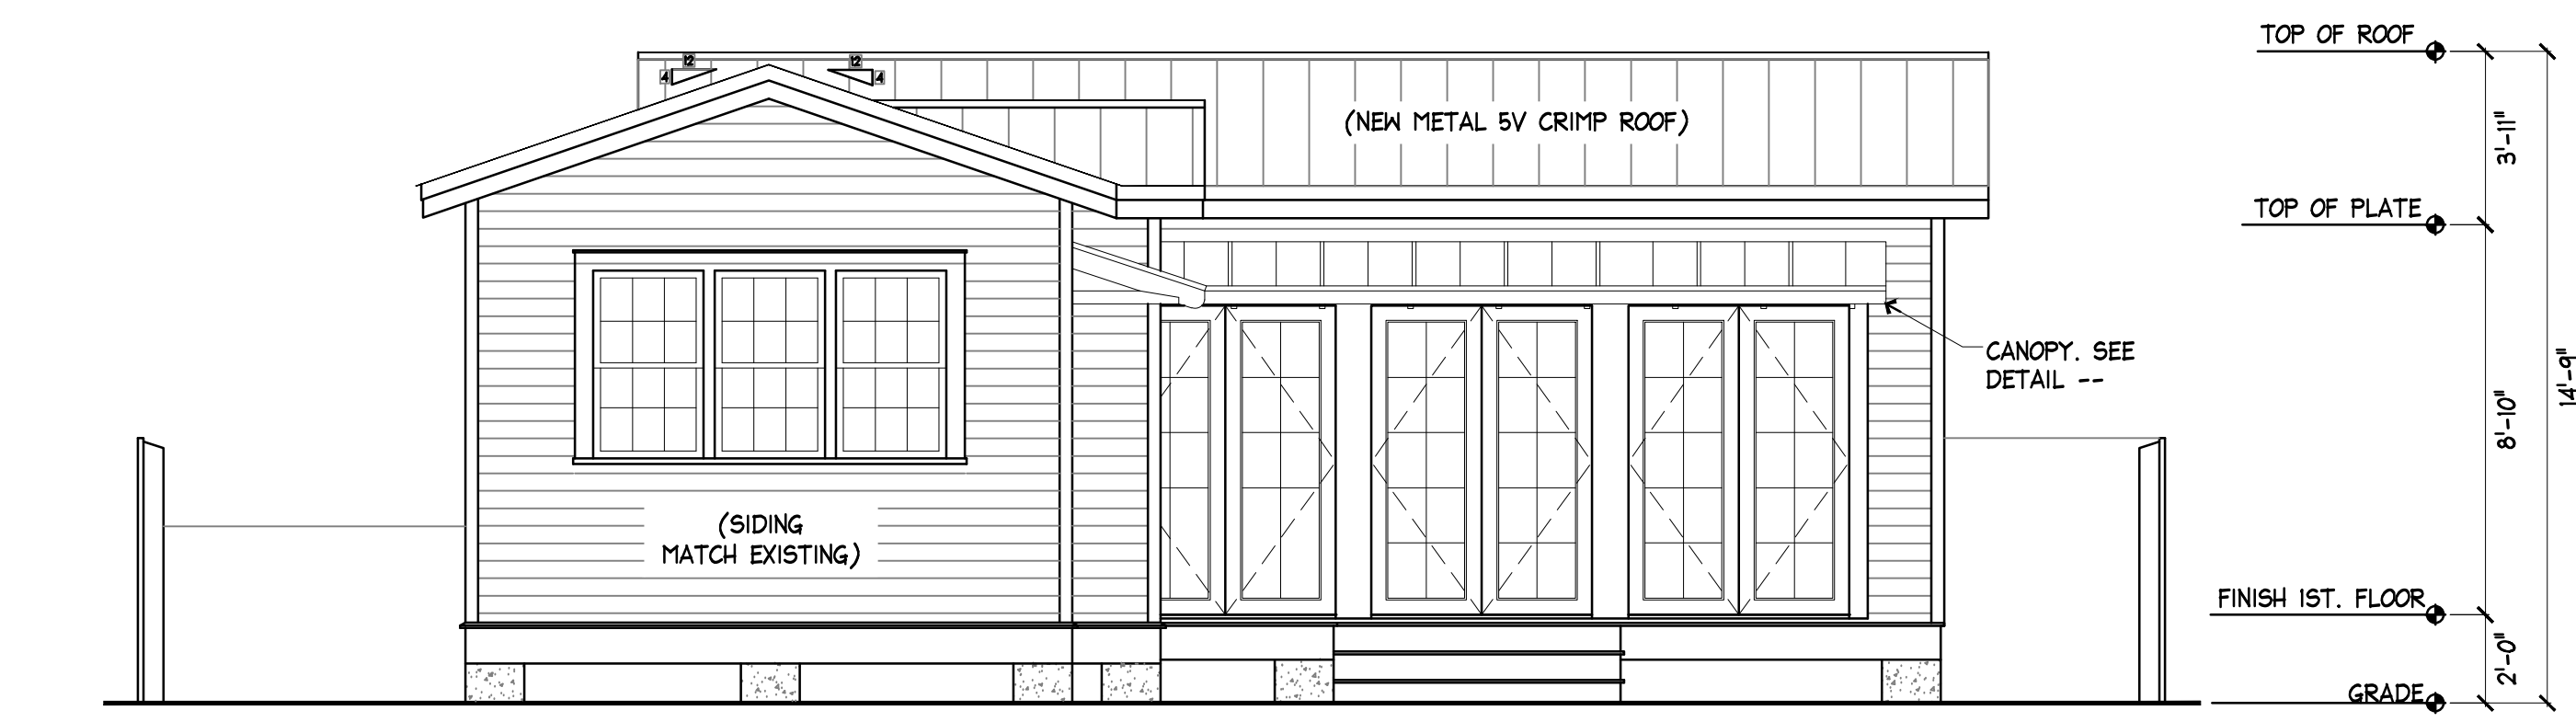 TOP OF ROOF
12
12
4
4
(NEW METAL 5V CRIMP ROOF)
3'-11"
TOP OF PLATE
CANOPY. SEE
DETAIL --
14'-9"
8'-10"
(SIDING
MATCH EXISTING)
FINISH 1ST. FLOOR
2'-0"
GRADE